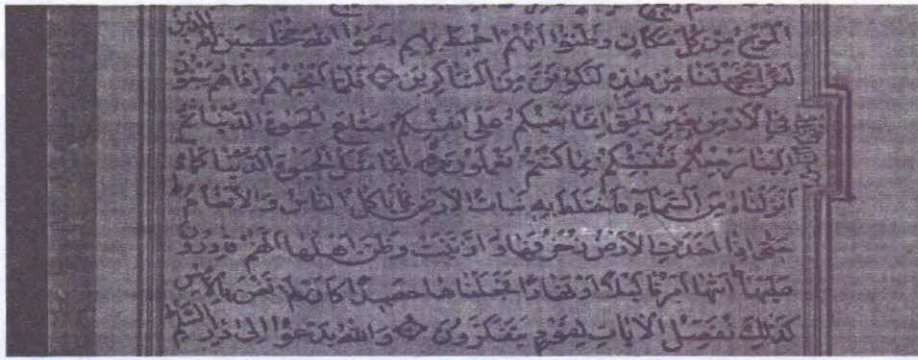 الموج من كل مكان وظنوا انهم احيط بهم دعوا الله مخلصين له الدين
لئن انجيتنا من هذه لنكونن من الشاكرين فلما انجيهم اذا هم يبغون
في الارض بغير الحق انما بغيكم على انفسكم متاع الحيوة الدنيا ثم
الينا مرجعكم فننبئكم بما كنتم تعملون انما مثل الحيوة الدنيا كماء
انزلناه من السماء فاختلط به نبات الارض مما ياكل الناس والانعام
حتى اذا اخذت الارض زخرفها وازينت وظن اهلها انهم قادرون
عليها اتيها امرنا ليلا او نهارا فجعلناها حصيدا كان لم تغن بالامس
كذلك نفصل الايات لقوم يتفكرون والله يدعوا الى دار السلام